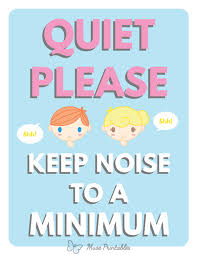 QUIET
PLEASE
Shh!
Shh!
KEEP NOISE
TO A
MINIMUM
Muse Printables